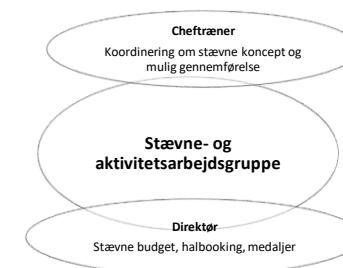 Cheftræner
Koordinering om stævne koncept og
mulig gennemførelse
Stævne- og
aktivitetsarbejdsgruppe
Direktør
Stævne budget, halbooking, medaljer